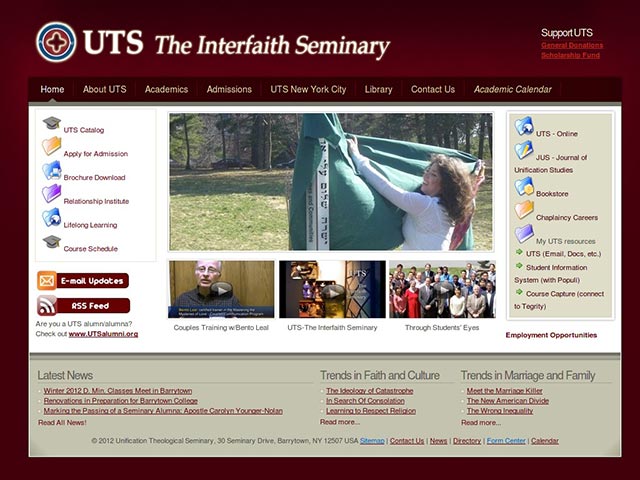 UTS The Interfaith Seminary
Support UTS
General Donations
Scholarship Fund
Home
About UTS
Academics
Admissions
UTS New York City
Library
Contact Us
Academic Calendar
UTS Catalog
Apply for Admission
Brochure Download
Relationship Institute
Lifelong Learning
Course Schedule
E-mail Updates
RSS Feed
Are you a UTS alumn/alumna?
Check out www.UTSalumni.org
Couples Training w/Bento Leal
UTS
UTS-The Interfaith Seminary
Through Students' Eyes
UTS - Online
JUS - Journal of
Unification Studies
Bookstore
Chaplaincy Careers
My UTS resources
UTS (Email, Docs, etc.)
Student Information
System (with Populi)
Course Capture (connect
to Tegrity)
Employment Opportunities
Latest News
Winter 2012 D. Min. Classes Meet in Barrytown
Renovations in Preparation for Barrytown College
Marking the Passing of a Seminary Alumna: Apostle Carolyn Younger-Nolan
Read All News!
Trends in Faith and Culture
The Ideology of Catastrophe
In Search Of Consolation
Learning to Respect Religion
Read more...
Trends in Marriage and Family
Meet the Marriage Killer
The New American Divide
The Wrong Inequality
Read more...
© 2012 Unification Theological Seminary, 30 Seminary Drive, Barrytown, NY 12507 USA Sitemap | Contact Us | News | Directory | Form Center | Calendar